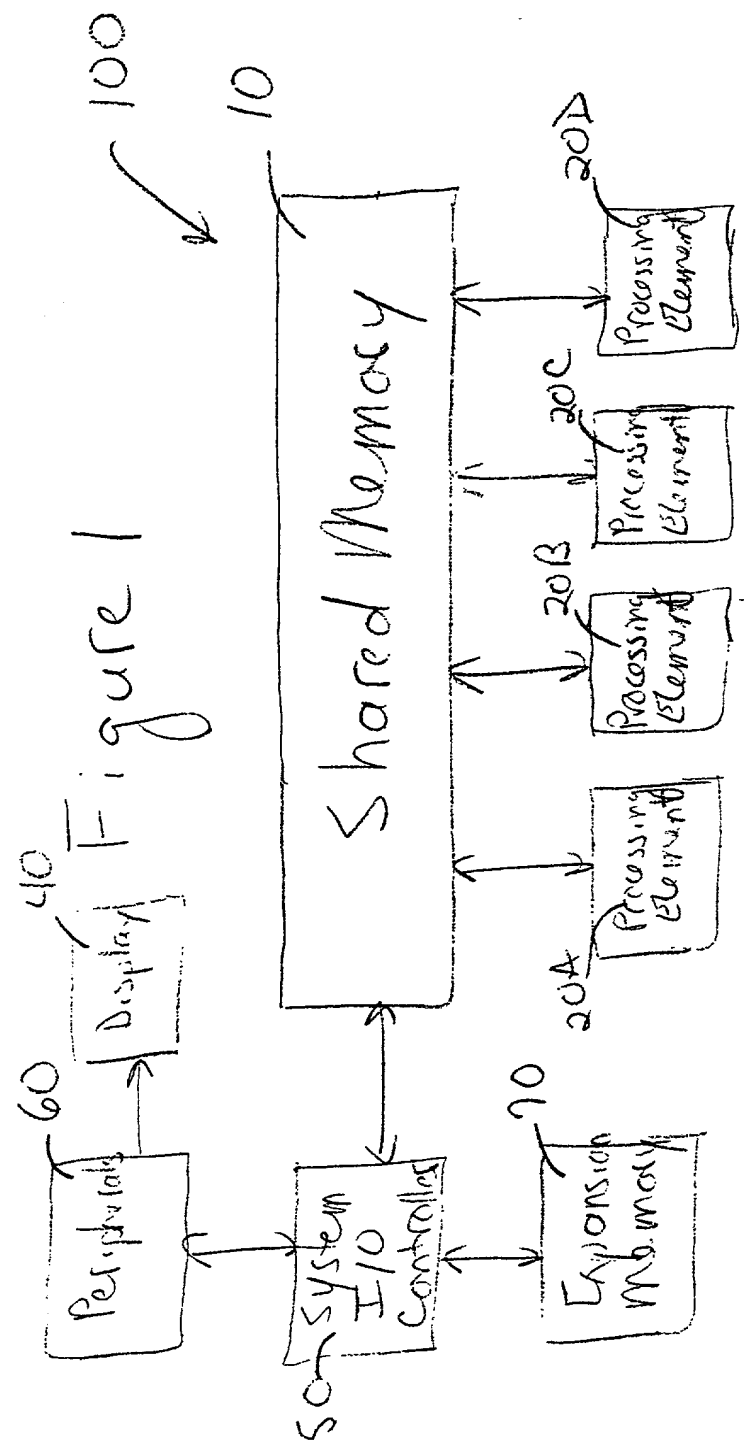 Figure 1
100
60
Peripherals
40
Display
10
Shared Memory
50
System
I/O
Controller
70
Expansion
Memory
20A
Processing
Element
20B
Processing
Element
20C
Processing
Element
20D
Processing
Element